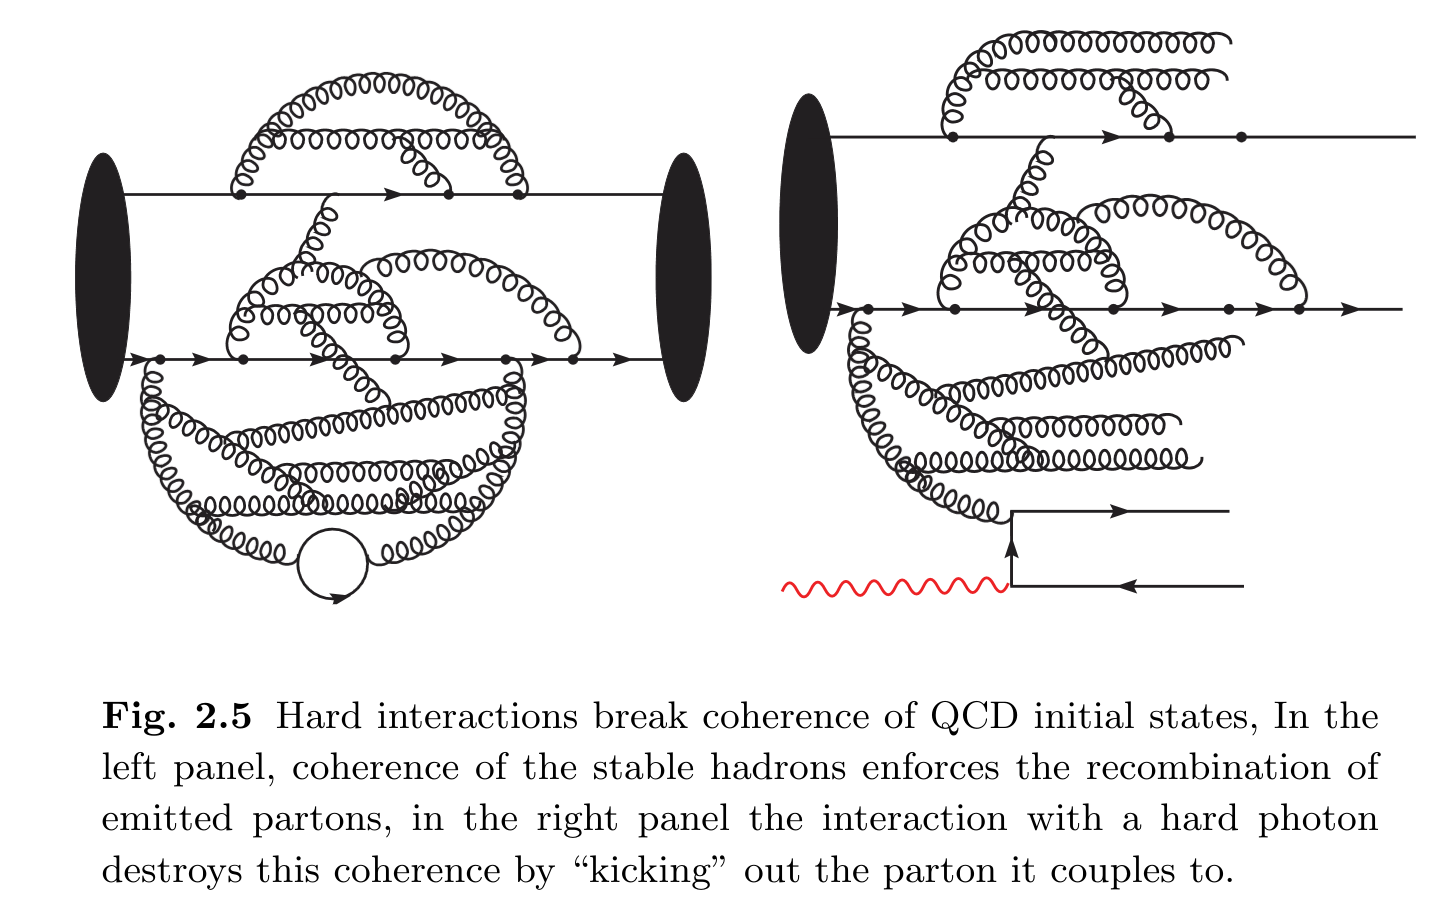 Fig. 2.5 Hard interactions break coherence of QCD initial states, In the
left panel, coherence of the stable hadrons enforces the recombination of
emitted partons, in the right panel the interaction with a hard photon
destroys this coherence by “kicking” out the parton it couples to.